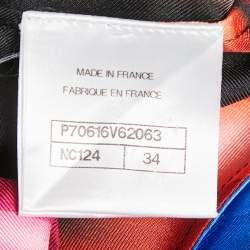 MADE IN FRANCE
FABRIQUE EN FRANCE
P70616V62063
NC124 34